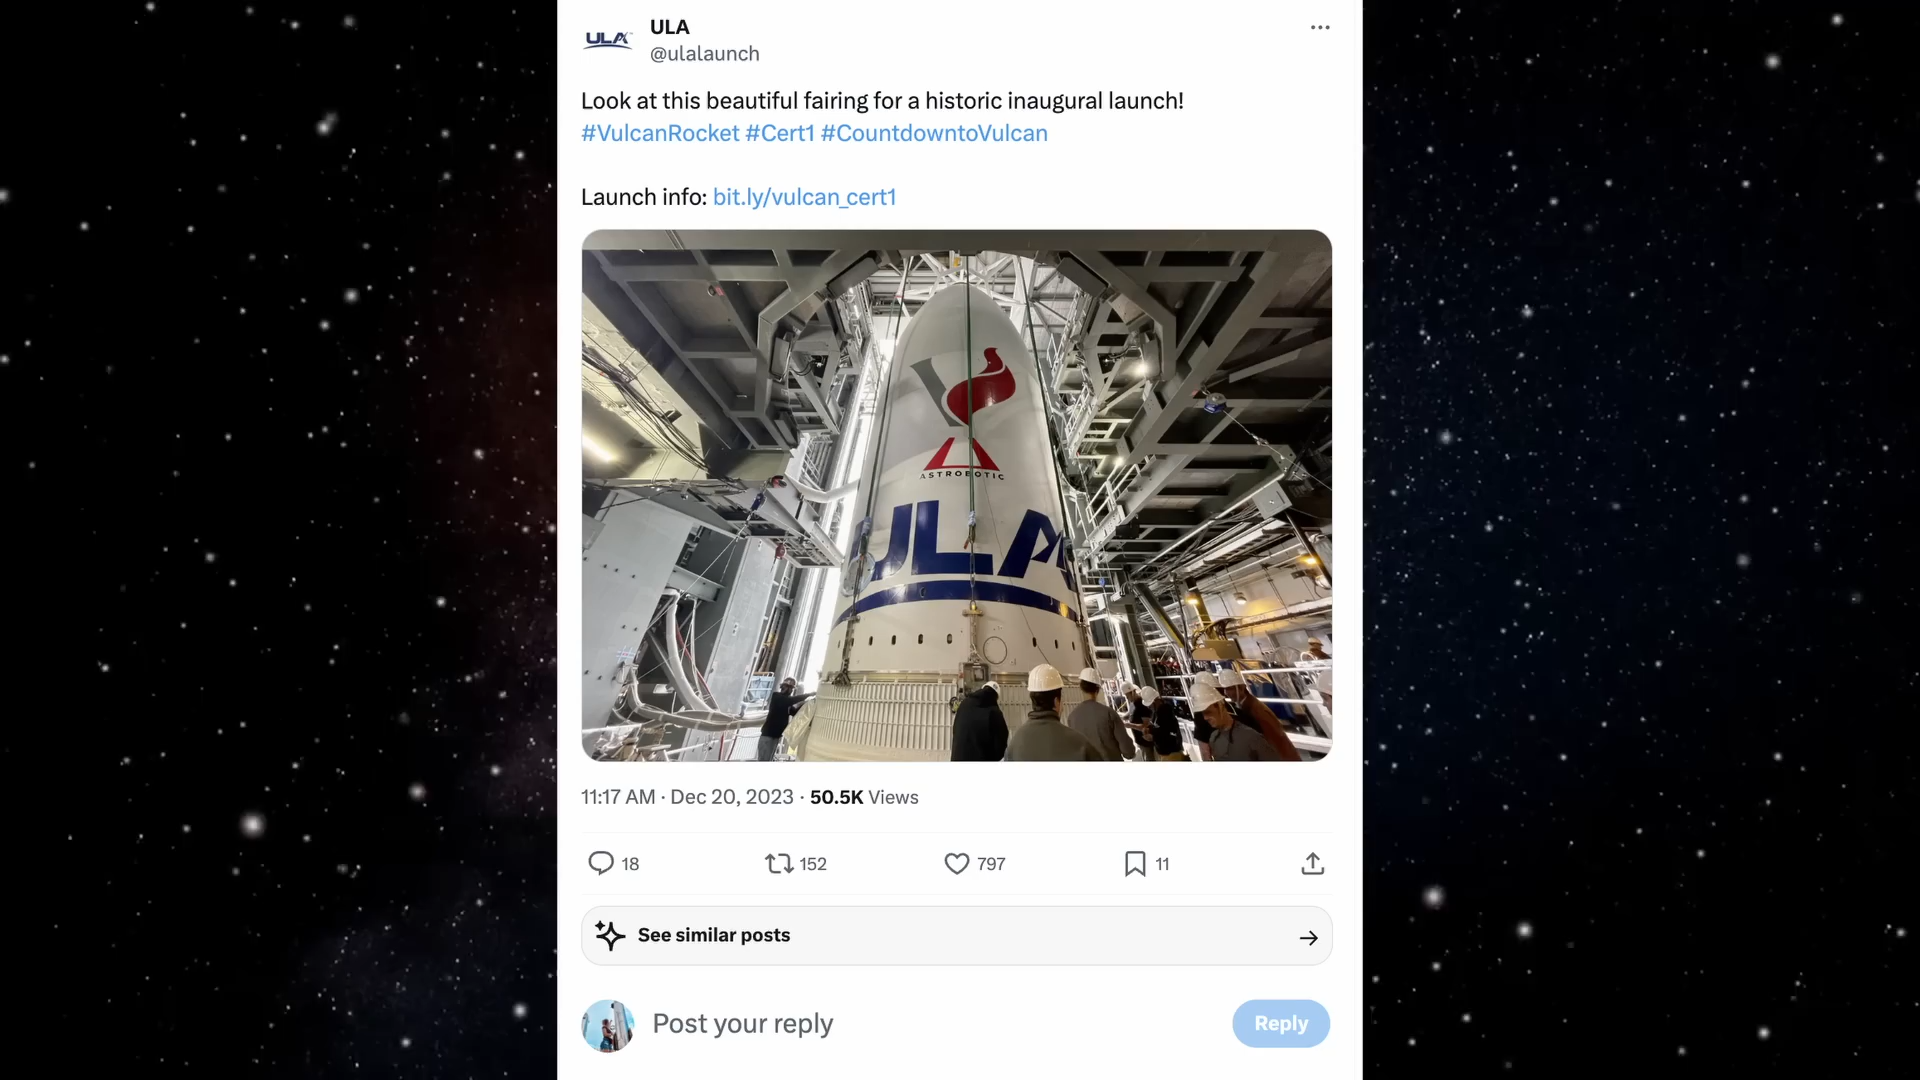 ULA
ULA
@ulalaunch
Look at this beautiful fairing for a historic inaugural launch!
#VulcanRocket #Cert1 #CountdowntoVulcan
Launch info: bit.ly/vulcan_cert1
ASTROBOTIC
ULA
11:17 AM · Dec 20, 2023 · 50.5K Views
18 152 797 11
See similar posts
Post your reply
Reply